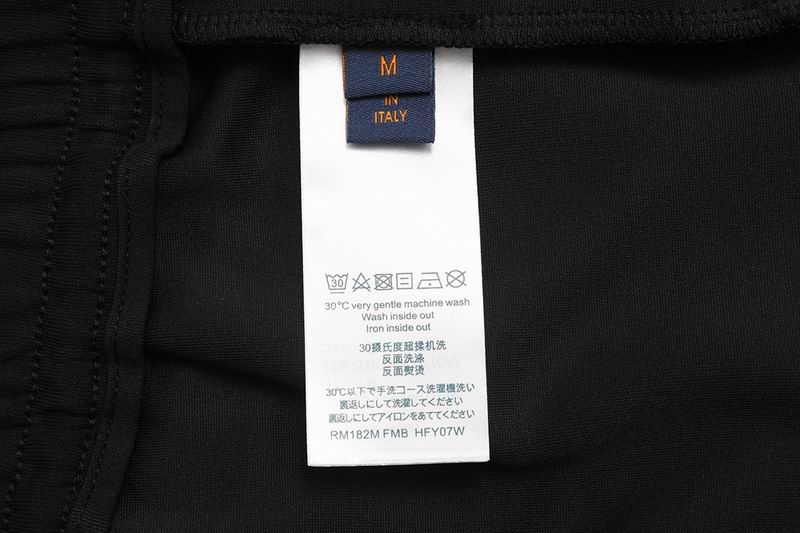 M
IN
ITALY
30
30°C very gentle machine wash
Wash inside out
Iron inside out
30摄氏度超揉机洗
反面洗涤
反面熨烫
30℃以下で手洗コース洗濯機洗い
裏返しにして洗濯してください
裏返しにしてアイロンをあててください
RM182M FMB HFY07W